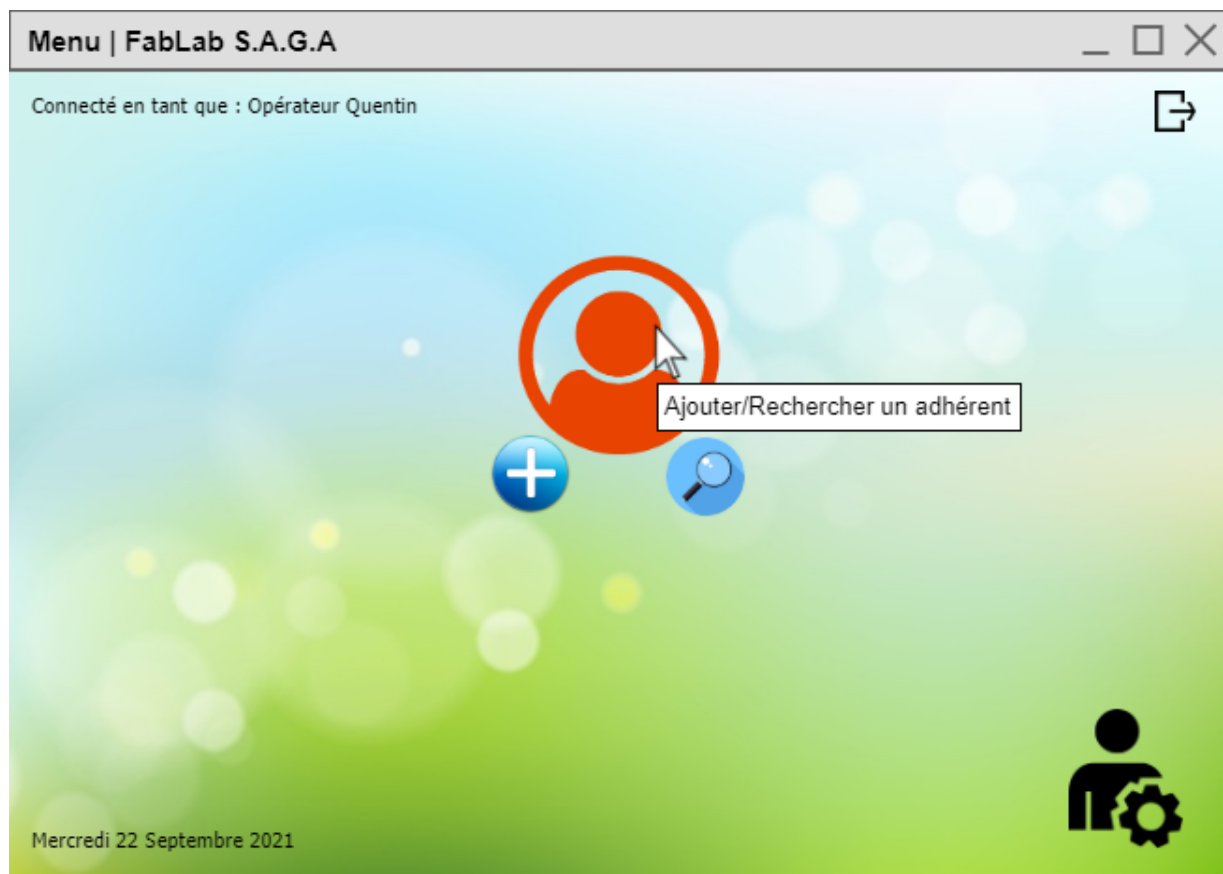 Menu | FabLab S.A.G.A
Connecté en tant que : Opérateur Quentin
Ajouter/Rechercher un adhérent
Mercredi 22 Septembre 2021